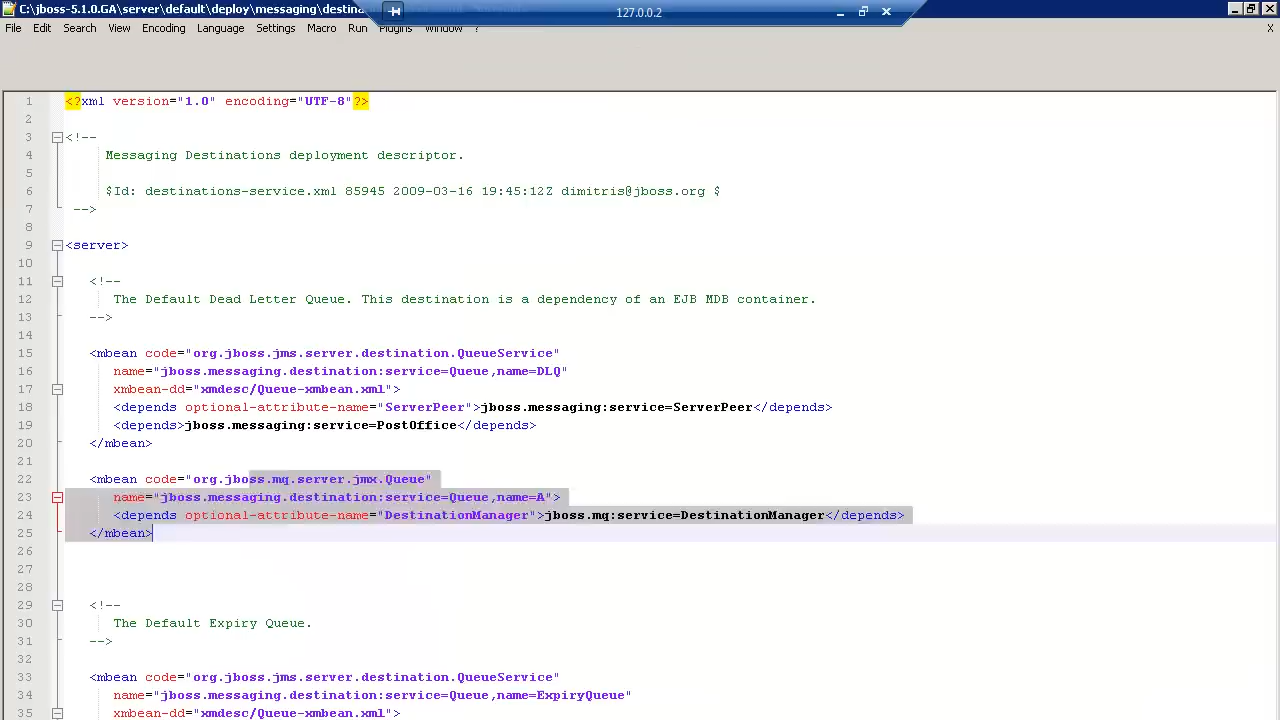 C:\jboss-5.1.0.GA\server\default\deploy\messaging\destina
127.0.0.2
File Edit Search View Encoding Language Settings Macro Run Plugins Window ? X
1 <?xml version="1.0" encoding="UTF-8"?>
2
3 <!--
4 Messaging Destinations deployment descriptor.
5
6 $Id: destinations-service.xml 85945 2009-03-16 19:45:12Z dimitris@jboss.org $
7 -->
8
9 <server>
10
11 <!--
12 The Default Dead Letter Queue. This destination is a dependency of an EJB MDB container.
13 -->
14
15 <mbean code="org.jboss.jms.server.destination.QueueService"
16 name="jboss.messaging.destination:service=Queue,name=DLQ"
17 xmbean-dd="xmdesc/Queue-xmbean.xml">
18 <depends optional-attribute-name="ServerPeer">jboss.messaging:service=ServerPeer</depends>
19 <depends>jboss.messaging:service=PostOffice</depends>
20 </mbean>
21
22 <mbean code="org.jboss.mq.server.jmx.Queue"
23 name="jboss.messaging.destination:service=Queue,name=A">
24 <depends optional-attribute-name="DestinationManager">jboss.mq:service=DestinationManager</depends>
25 </mbean>
26
27
28
29 <!--
30 The Default Expiry Queue.
31 -->
32
33 <mbean code="org.jboss.jms.server.destination.QueueService"
34 name="jboss.messaging.destination:service=Queue,name=ExpiryQueue"
35 xmbean-dd="xmdesc/Queue-xmbean.xml">